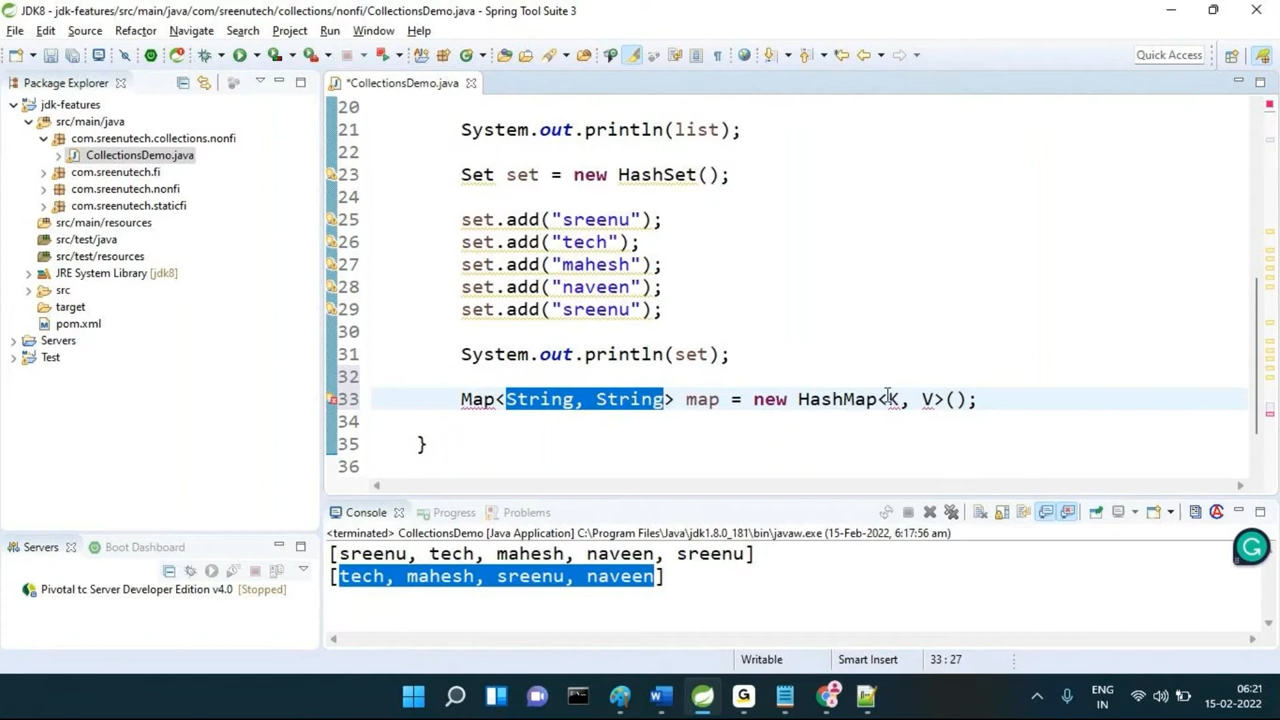 JDK8 - jdk-features/src/main/java/com/sreenutech/collections/nonfi/CollectionsDemo.java - Spring Tool Suite 3
File Edit Source Refactor Navigate Search Project Run Window Help
Quick Access
Package Explorer
*CollectionsDemo.java
jdk-features
src/main/java
com.sreenutech.collections.nonfi
CollectionsDemo.java
com.sreenutech.fi
com.sreenutech.nonfi
com.sreenutech.staticfi
src/main/resources
src/test/java
src/test/resources
JRE System Library [jdk8]
src
target
pom.xml
Servers
Test
20
21 System.out.println(list);
22
23 Set set = new HashSet();
24
25 set.add("sreenu");
26 set.add("tech");
27 set.add("mahesh");
28 set.add("naveen");
29 set.add("sreenu");
30
31 System.out.println(set);
32
33 Map<String, String> map = new HashMap<K, V>();
34
35 }
36
Servers Boot Dashboard
Pivotal tc Server Developer Edition v4.0 [Stopped]
Console Progress Problems
<terminated> CollectionsDemo [Java Application] C:\Program Files\Java\jdk1.8.0_181\bin\javaw.exe (15-Feb-2022, 6:17:56 am)
[sreenu, tech, mahesh, naveen, sreenu]
[tech, mahesh, sreenu, naveen]
Writable Smart Insert 33 : 27
ENG
IN
06:21
15-02-2022